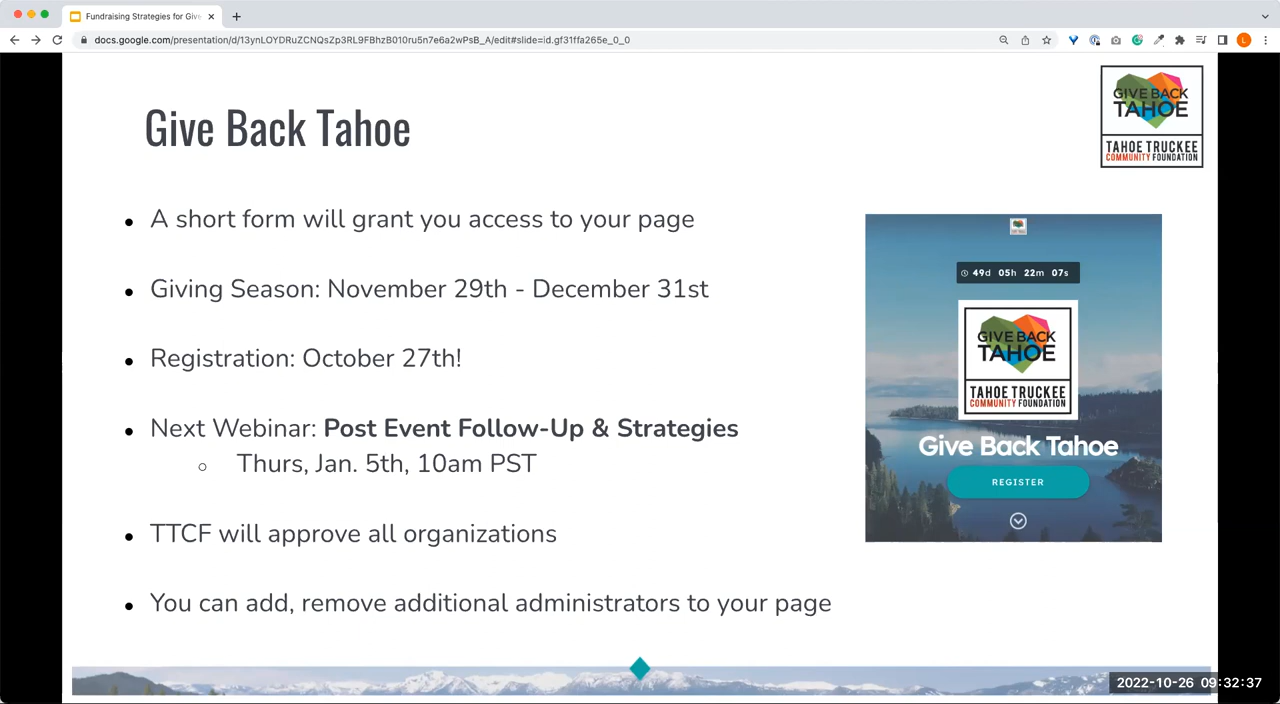 Fundraising Strategies for Giv
docs.google.com/presentation/d/13ynLOYDRuZCNQsZp3RL9FBhzB010ru5n7e6a2wPsB_A/edit#slide=id.gf31ffa265e_0_0
L
GIVE BACK
TAHOE
TAHOE TRUCKEE
COMMUNITY FOUNDATION
Give Back Tahoe
A short form will grant you access to your page
Giving Season: November 29th - December 31st
Registration: October 27th!
Next Webinar: Post Event Follow-Up & Strategies
Thurs, Jan. 5th, 10am PST
TTCF will approve all organizations
You can add, remove additional administrators to your page
49d 05h 22m 07s
GIVE BACK
TAHOE
TAHOE TRUCKEE
COMMUNITY FOUNDATION
Give Back Tahoe
REGISTER
2022-10-26 09:32:37